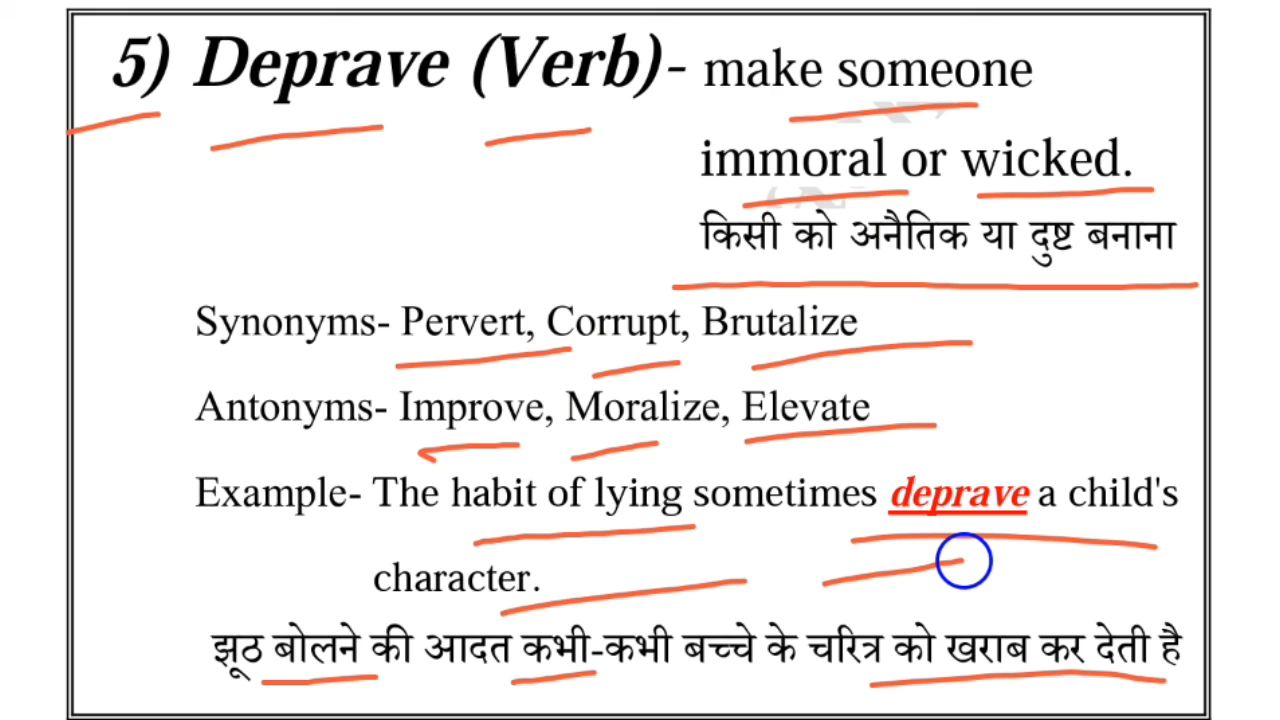 5) Deprave (Verb)- make someone
immoral or wicked.
किसी को अनैतिक या दुष्ट बनाना
Synonyms- Pervert, Corrupt, Brutalize
Antonyms- Improve, Moralize, Elevate
Example- The habit of lying sometimes deprave a child's
character.
झूठ बोलने की आदत कभी-कभी बच्चे के चरित्र को खराब कर देती है